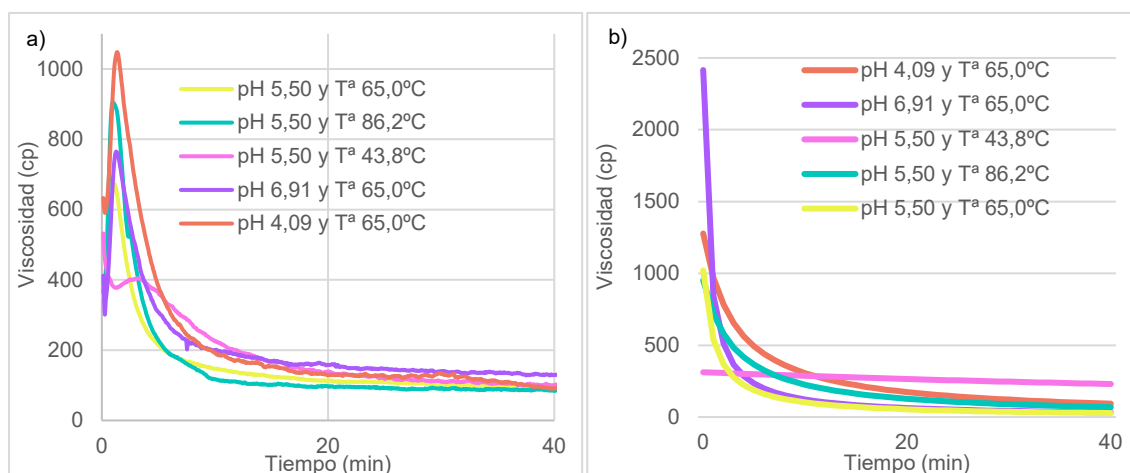 a)
1000
800
600
400
200
0
Viscosidad (cp)
pH 5,50 y Tª 65,0ºC
pH 5,50 y Tª 86,2ºC
pH 5,50 y Tª 43,8ºC
pH 6,91 y Tª 65,0ºC
pH 4,09 y Tª 65,0ºC
0 20 40
Tiempo (min)
b)
2500
2000
1500
1000
500
0
Viscosidad (cp)
pH 4,09 y Tª 65,0ºC
pH 6,91 y Tª 65,0ºC
pH 5,50 y Tª 43,8ºC
pH 5,50 y Tª 86,2ºC
pH 5,50 y Tª 65,0ºC
0 20 40
Tiempo (min)